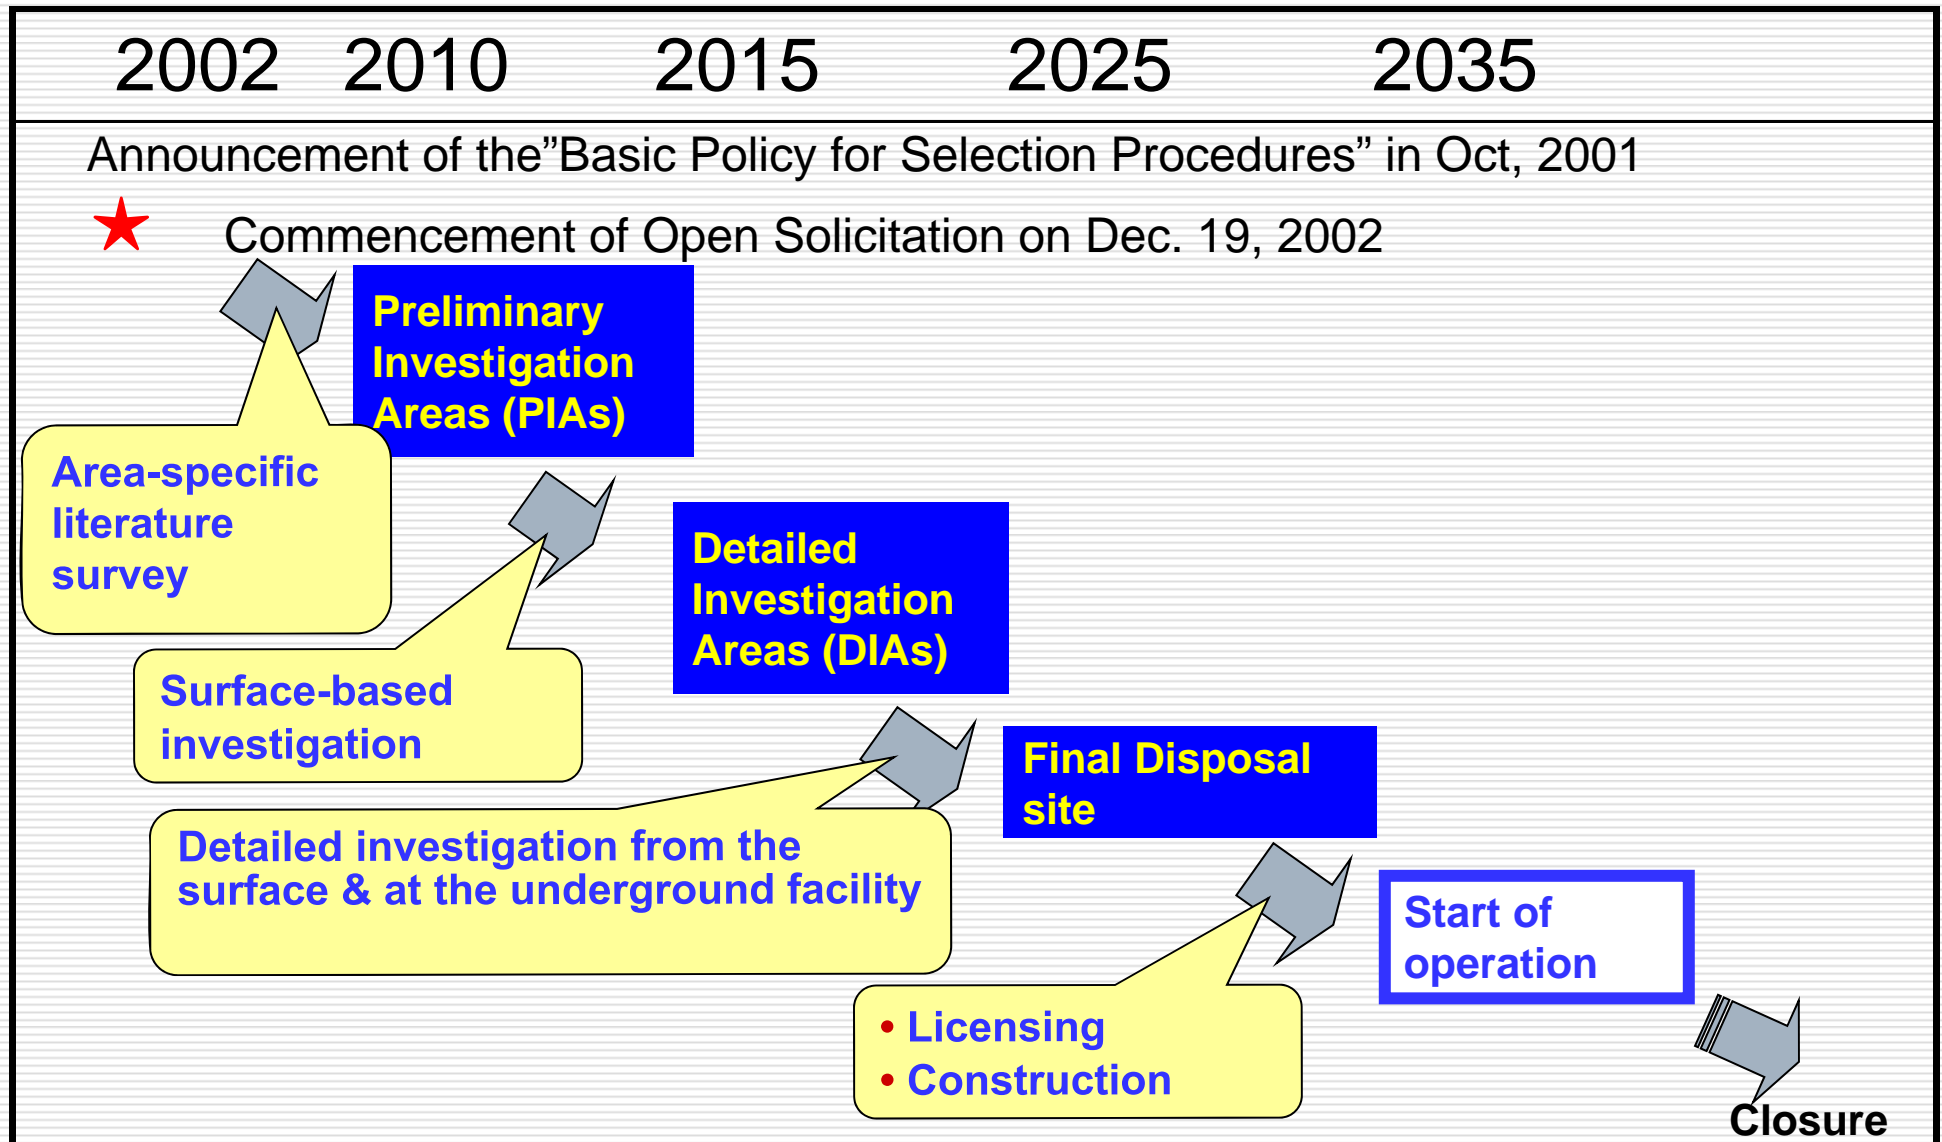 2002 2010 2015 2025 2035
Announcement of the”Basic Policy for Selection Procedures” in Oct, 2001
Commencement of Open Solicitation on Dec. 19, 2002
Preliminary
Investigation
Areas (PIAs)
Area-specific
literature
survey
Detailed
Investigation
Areas (DIAs)
Surface-based
investigation
Final Disposal
site
Detailed investigation from the
surface & at the underground facility
Start of
operation
• Licensing
• Construction
Closure